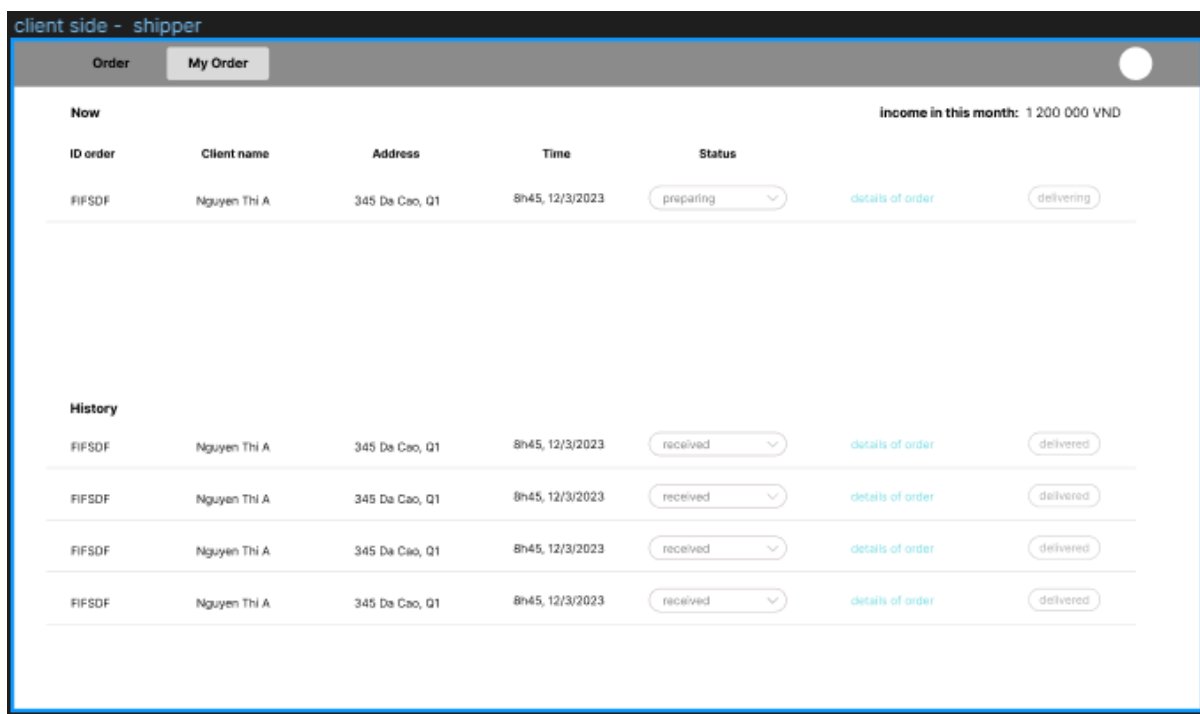 client side - shipper
Order My Order
Now income in this month: 1 200 000 VND
ID order Client name Address Time Status
FIFSDF Nguyen Thi A 345 Da Cao, Q1 8h45, 12/3/2023 preparing details of order delivering
History
FIFSDF Nguyen Thi A 345 Da Cao, Q1 8h45, 12/3/2023 received details of order delivered
FIFSDF Nguyen Thi A 345 Da Cao, Q1 8h45, 12/3/2023 received details of order delivered
FIFSDF Nguyen Thi A 345 Da Cao, Q1 8h45, 12/3/2023 received details of order delivered
FIFSDF Nguyen Thi A 345 Da Cao, Q1 8h45, 12/3/2023 received details of order delivered